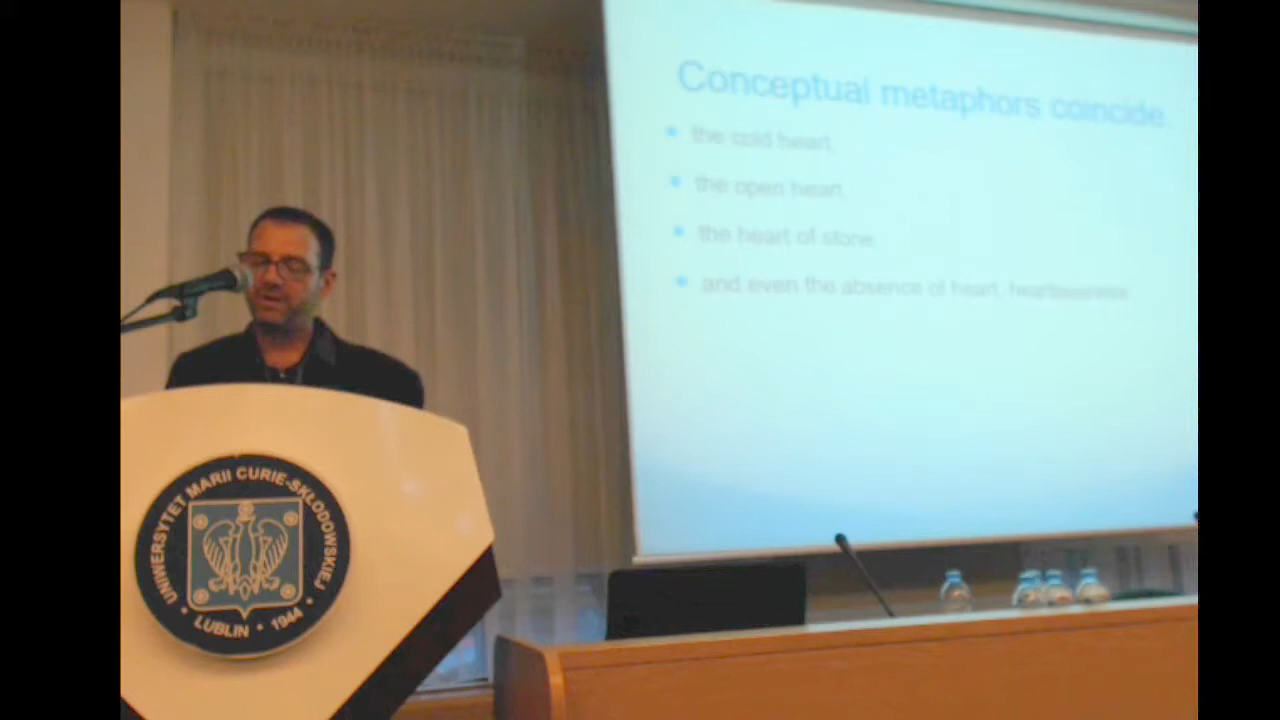 Conceptual metaphors coincide.
the cold heart.
the open heart.
the heart of stone.
and even the absence of heart, heartlessness.
UNIWERSYTET MARII CURIE-SKŁODOWSKIEJ
LUBLIN • 1944